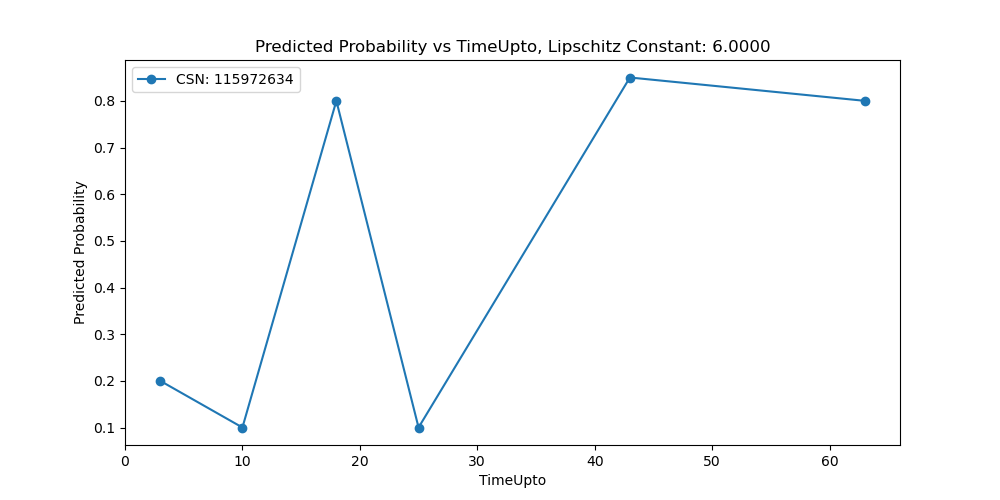 Predicted Probability vs TimeUpto, Lipschitz Constant: 6.0000
CSN: 115972634
Predicted Probability
0.8
0.7
0.6
0.5
0.4
0.3
0.2
0.1
0 10 20 30 40 50 60
TimeUpto